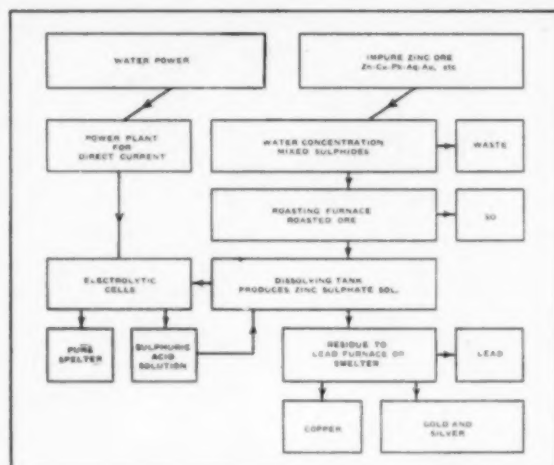 WATER POWER
IMPURE ZINC ORE
Zn-Cu-Pb-Ag-Au, etc
POWER PLANT
FOR
DIRECT CURRENT
WATER CONCENTRATION
MIXED SULPHIDES
WASTE
ROASTING FURNACE
ROASTED ORE
SO
ELECTROLYTIC
CELLS
DISSOLVING TANK
PRODUCES ZINC SULPHATE SOL.
PURE
SPELTER
SULPHURIC
ACID
SOLUTION
RESIDUE TO
LEAD FURNACE OR
SMELTER
LEAD
COPPER
GOLD AND
SILVER